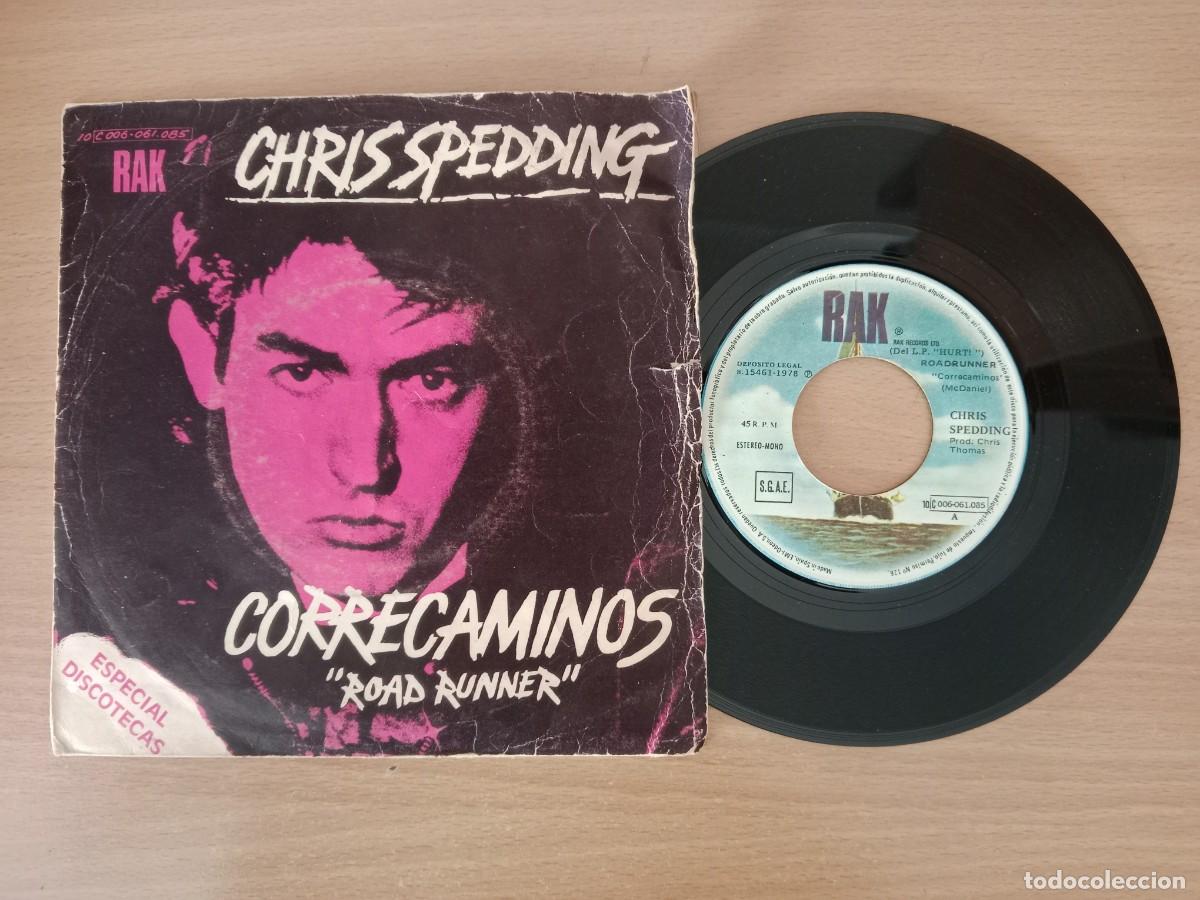 10 C 006-061.085
RAK
CHRIS SPEDDING
CORRECAMINOS
"ROAD RUNNER"
ESPECIAL
DISCOTECAS
RAK ®
RAK RECORDS LTD.
(Del L.P. "HURT!")
ROADRUNNER
"Correcaminos"
(McDaniel)
DEPOSITO LEGAL
B.15461-1978 Ⓟ
45 R.P.M
ESTEREO-MONO
S.G.A.E.
CHRIS
SPEDDING
Prod: Chris
Thomas
10 C 006-061.085
A
todocoleccion